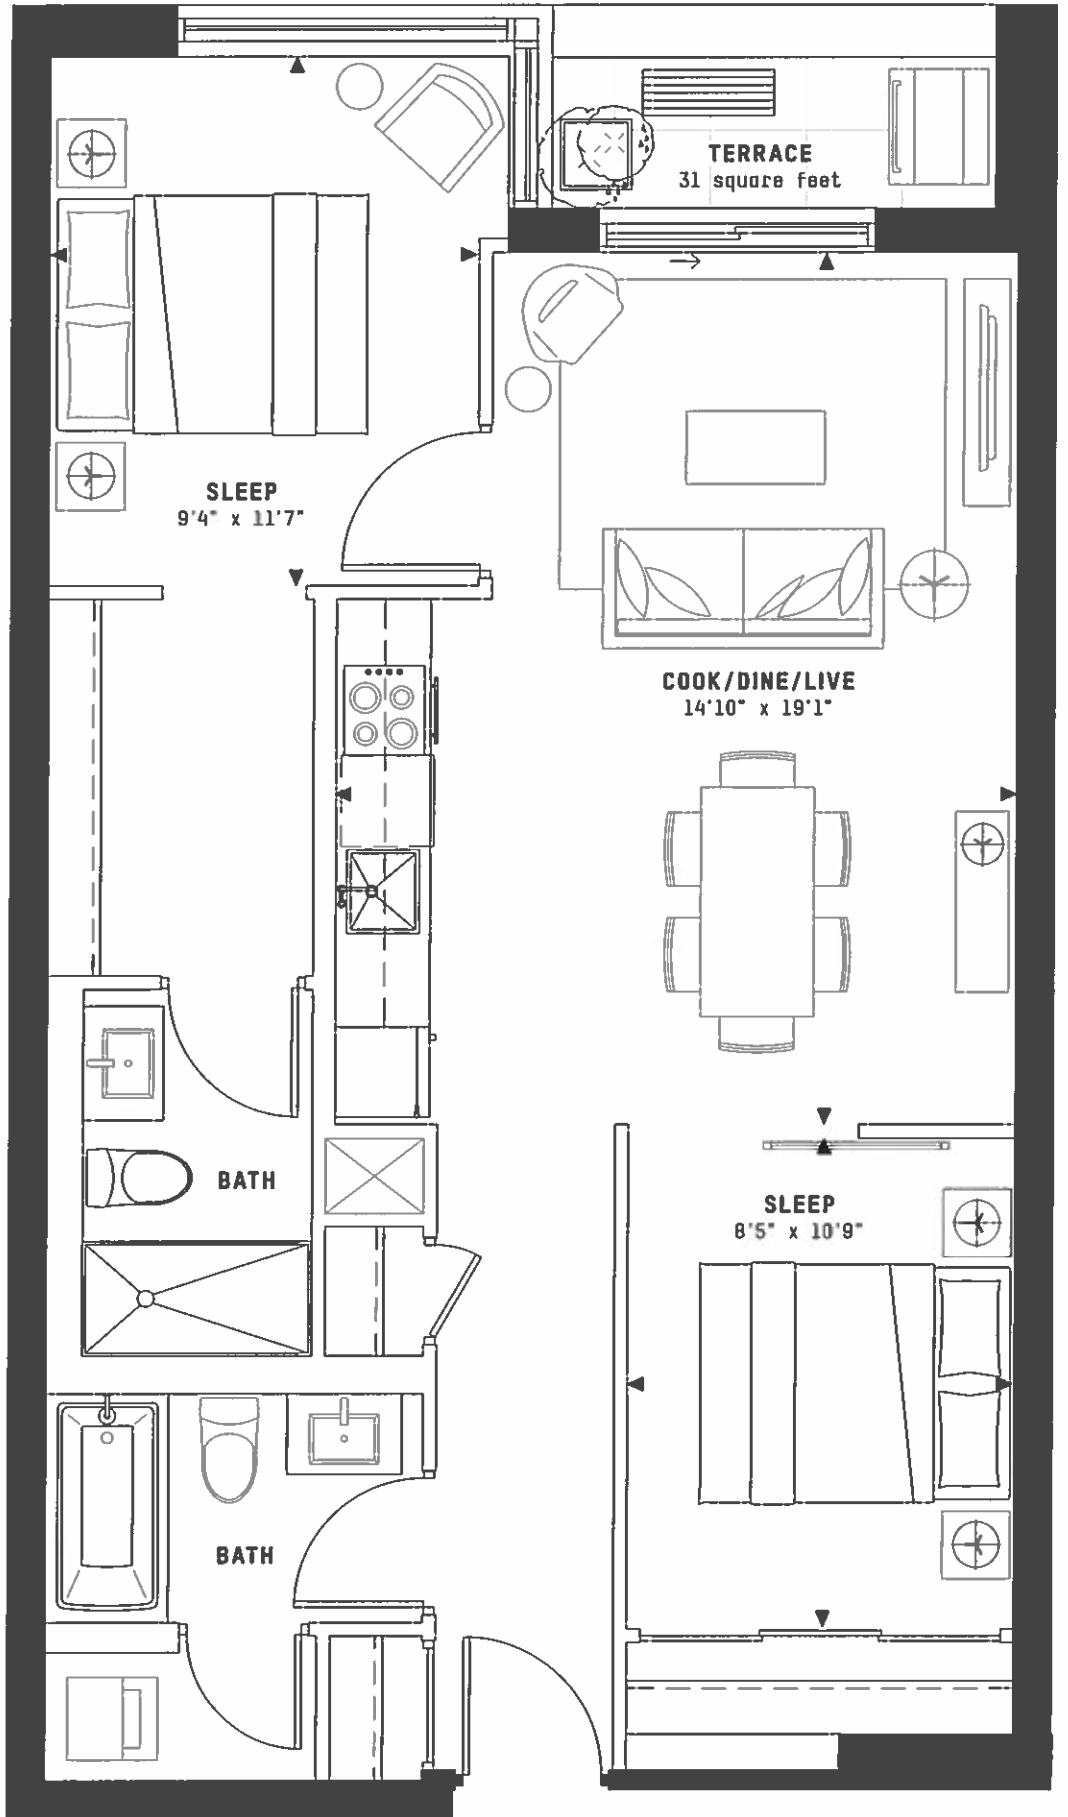 TERRACE
31 square feet
SLEEP
9'4" x 11'7"
COOK/DINE/LIVE
14'10" x 19'1"
BATH
SLEEP
8'5" x 10'9"
BATH